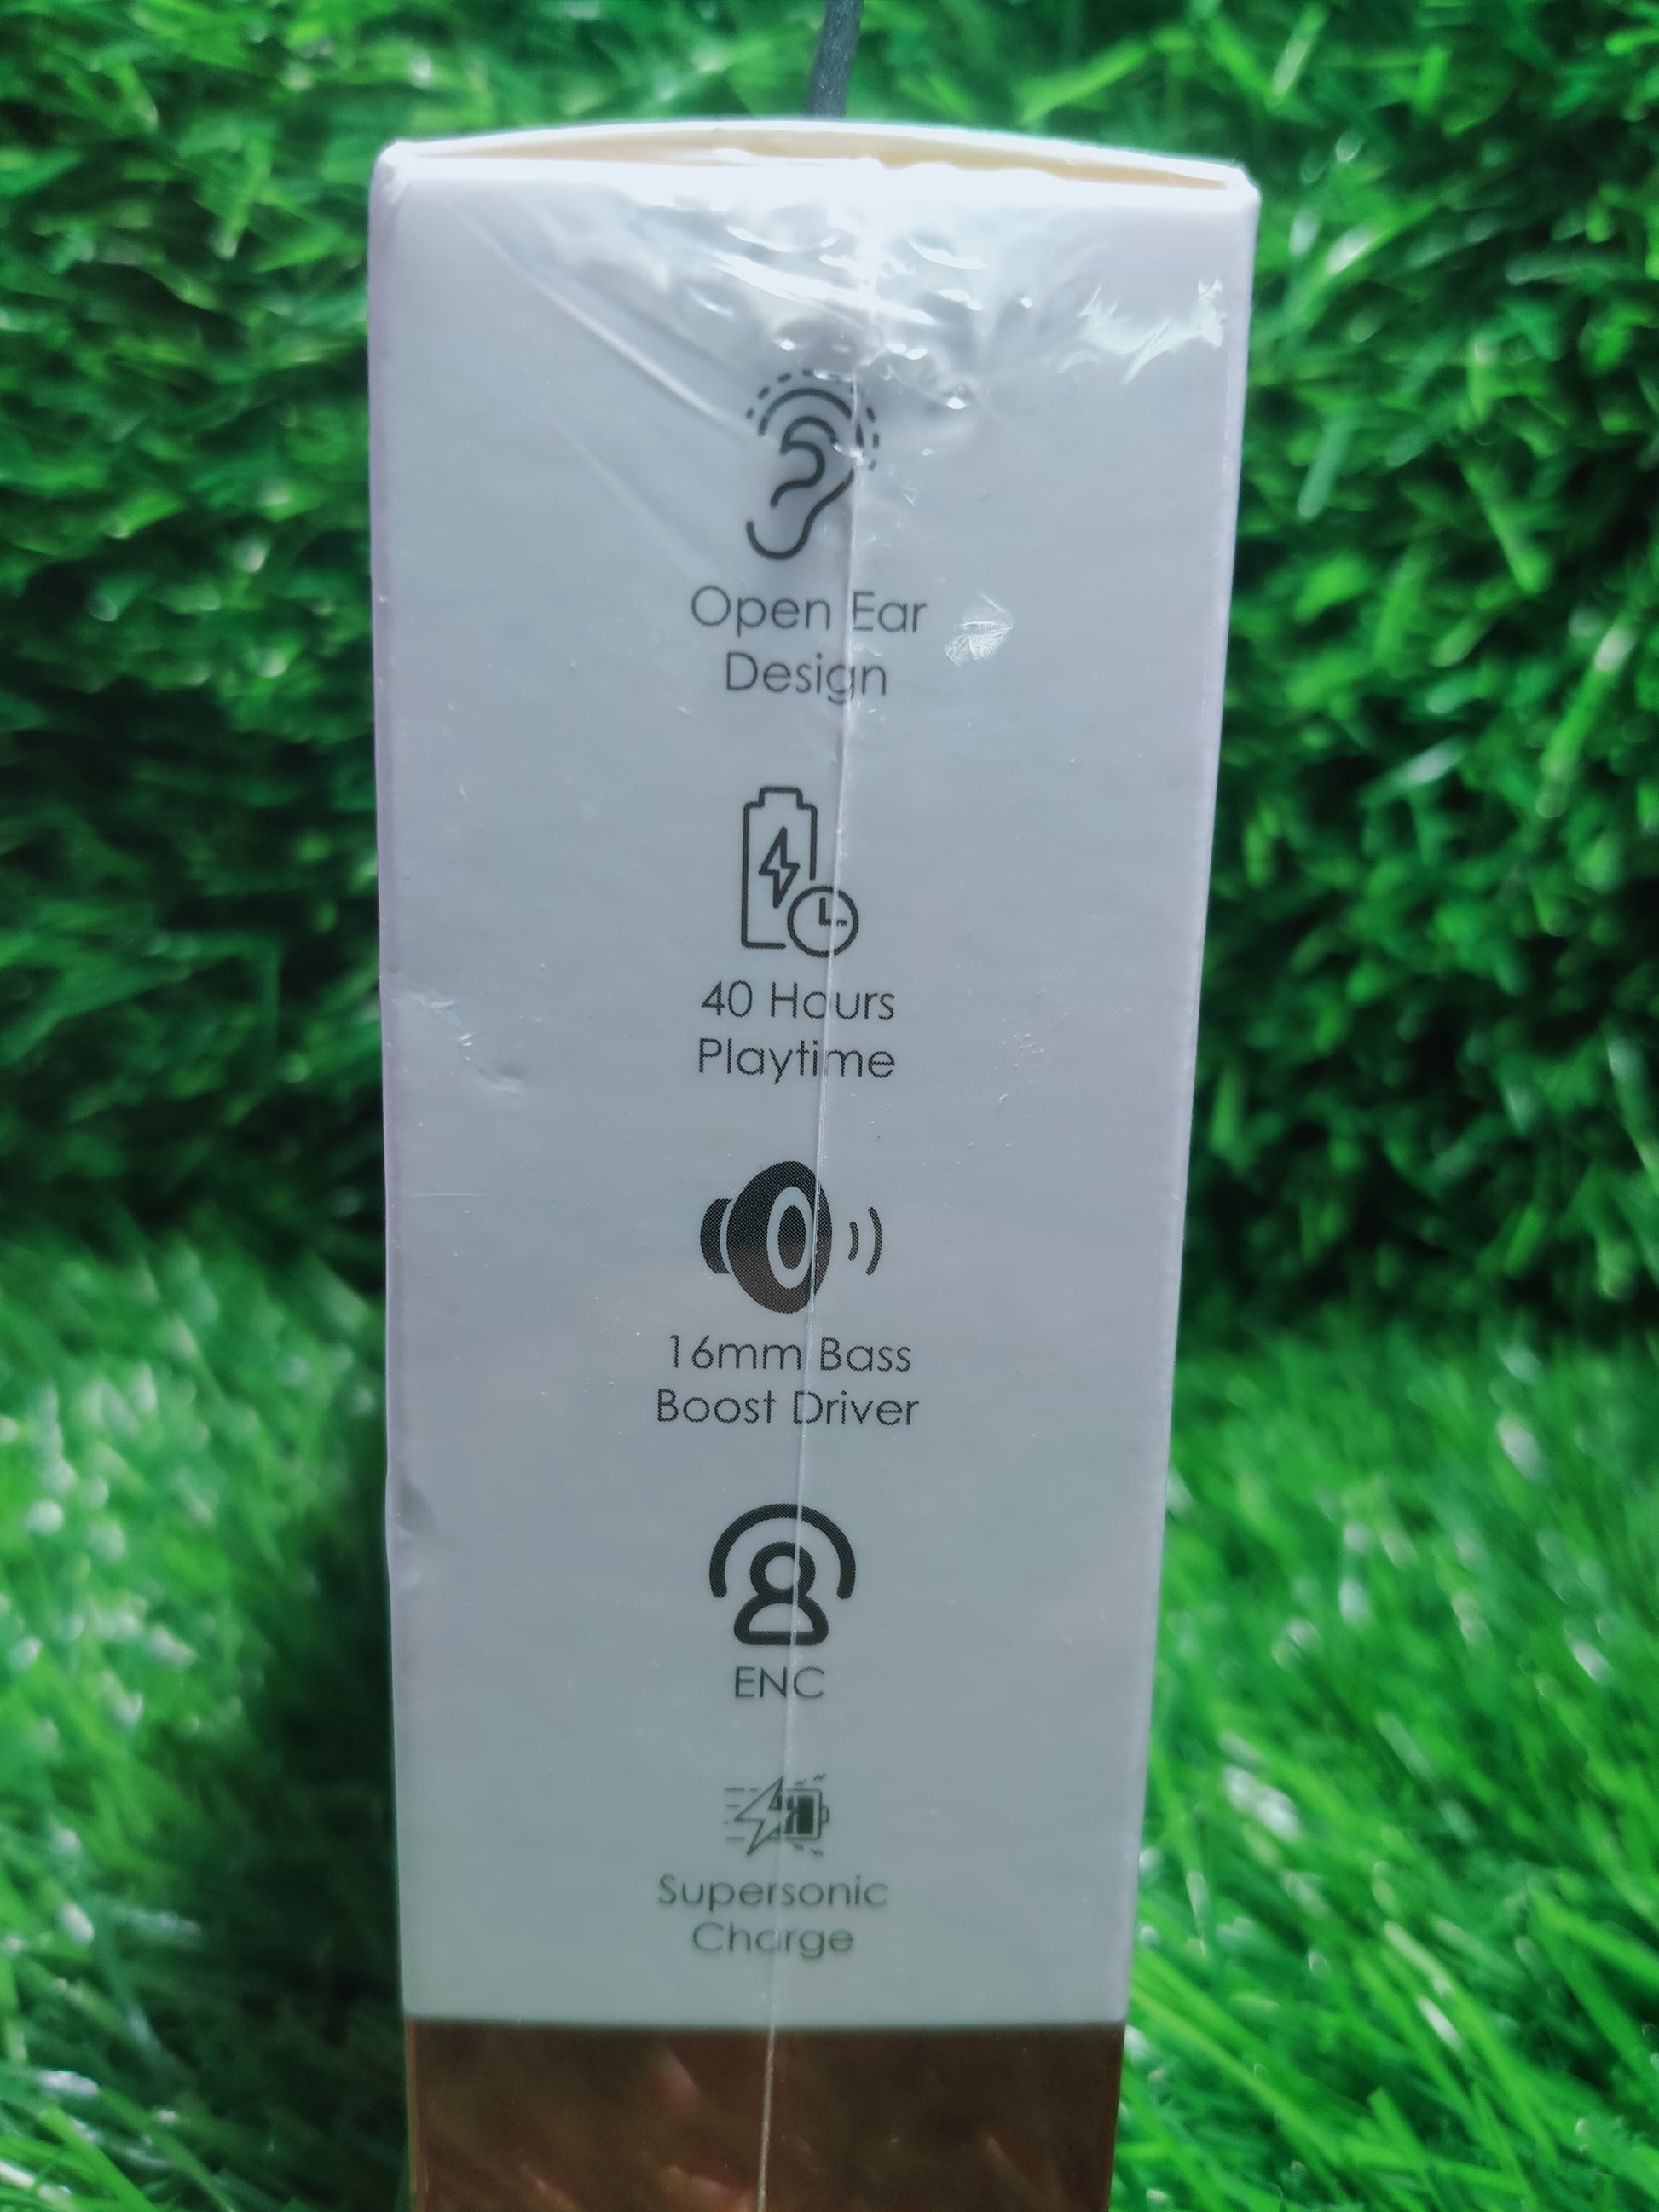 Open Ear
Design
40 Hours
Playtime
16mm Bass
Boost Driver
ENC
Supersonic
Charge